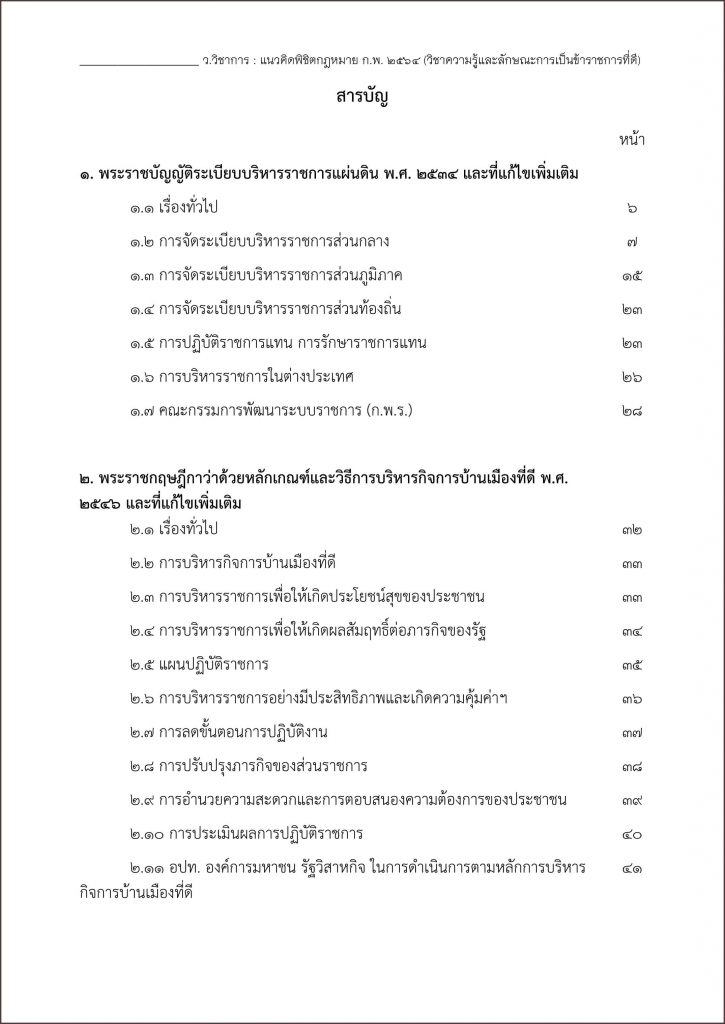 ว.วิชาการ : แนวคิดพิชิตกฎหมาย ก.พ. ๒๕๖๔ (วิชาความรู้และลักษณะการเป็นข้าราชการที่ดี)
สารบัญ
หน้า
๑. พระราชบัญญัติระเบียบบริหารราชการแผ่นดิน พ.ศ. ๒๕๓๔ และที่แก้ไขเพิ่มเติม
๑.๑ เรื่องทั่วไป ๖
๑.๒ การจัดระเบียบบริหารราชการส่วนกลาง ๗
๑.๓ การจัดระเบียบบริหารราชการส่วนภูมิภาค ๑๕
๑.๔ การจัดระเบียบบริหารราชการส่วนท้องถิ่น ๒๓
๑.๕ การปฏิบัติราชการแทน การรักษาราชการแทน ๒๓
๑.๖ การบริหารราชการในต่างประเทศ ๒๖
๑.๗ คณะกรรมการพัฒนาระบบราชการ (ก.พ.ร.) ๒๘
๒. พระราชกฤษฎีกาว่าด้วยหลักเกณฑ์และวิธีการบริหารกิจการบ้านเมืองที่ดี พ.ศ.
๒๕๔๖ และที่แก้ไขเพิ่มเติม
๒.๑ เรื่องทั่วไป ๓๒
๒.๒ การบริหารกิจการบ้านเมืองที่ดี ๓๓
๒.๓ การบริหารราชการเพื่อให้เกิดประโยชน์สุขของประชาชน ๓๓
๒.๔ การบริหารราชการเพื่อให้เกิดผลสัมฤทธิ์ต่อภารกิจของรัฐ ๓๔
๒.๕ แผนปฏิบัติราชการ ๓๕
๒.๖ การบริหารราชการอย่างมีประสิทธิภาพและเกิดความคุ้มค่าฯ ๓๖
๒.๗ การลดขั้นตอนการปฏิบัติงาน ๓๗
๒.๘ การปรับปรุงภารกิจของส่วนราชการ ๓๘
๒.๙ การอำนวยความสะดวกและการตอบสนองความต้องการของประชาชน ๓๙
๒.๑๐ การประเมินผลการปฏิบัติราชการ ๔๐
๒.๑๑ อปท. องค์การมหาชน รัฐวิสาหกิจ ในการดำเนินการตามหลักการบริหาร ๔๑
กิจการบ้านเมืองที่ดี